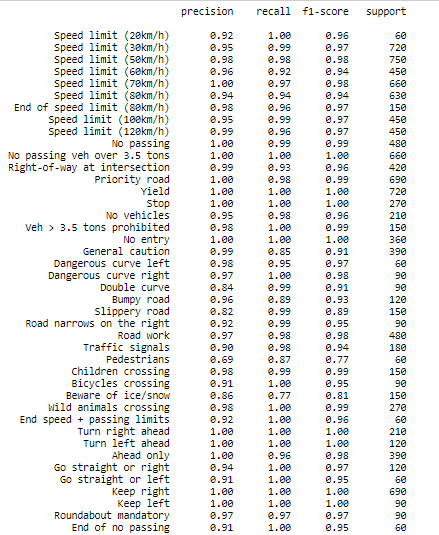 precision recall f1-score support
Speed limit (20km/h) 0.92 1.00 0.96 60
Speed limit (30km/h) 0.95 0.99 0.97 720
Speed limit (50km/h) 0.98 0.98 0.98 750
Speed limit (60km/h) 0.96 0.92 0.94 450
Speed limit (70km/h) 1.00 0.97 0.98 660
Speed limit (80km/h) 0.94 0.94 0.94 630
End of speed limit (80km/h) 0.98 0.96 0.97 150
Speed limit (100km/h) 0.95 0.99 0.97 450
Speed limit (120km/h) 0.99 0.96 0.97 450
No passing 1.00 0.99 0.99 480
No passing veh over 3.5 tons 1.00 1.00 1.00 660
Right-of-way at intersection 0.99 0.93 0.96 420
Priority road 1.00 0.98 0.99 690
Yield 1.00 1.00 1.00 720
Stop 1.00 1.00 1.00 270
No vehicles 0.95 0.98 0.96 210
Veh > 3.5 tons prohibited 0.98 1.00 0.99 150
No entry 1.00 1.00 1.00 360
General caution 0.99 0.85 0.91 390
Dangerous curve left 0.98 0.95 0.97 60
Dangerous curve right 0.97 1.00 0.98 90
Double curve 0.84 0.99 0.91 90
Bumpy road 0.96 0.89 0.93 120
Slippery road 0.82 0.99 0.89 150
Road narrows on the right 0.92 0.99 0.95 90
Road work 0.97 0.98 0.98 480
Traffic signals 0.90 0.98 0.94 180
Pedestrians 0.69 0.87 0.77 60
Children crossing 0.98 0.99 0.99 150
Bicycles crossing 0.91 1.00 0.95 90
Beware of ice/snow 0.86 0.77 0.81 150
Wild animals crossing 0.98 1.00 0.99 270
End speed + passing limits 0.92 1.00 0.96 60
Turn right ahead 1.00 1.00 1.00 210
Turn left ahead 1.00 1.00 1.00 120
Ahead only 1.00 0.96 0.98 390
Go straight or right 0.94 1.00 0.97 120
Go straight or left 0.91 1.00 0.95 60
Keep right 1.00 1.00 1.00 690
Keep left 1.00 1.00 1.00 90
Roundabout mandatory 0.97 0.97 0.97 90
End of no passing 0.91 1.00 0.95 60